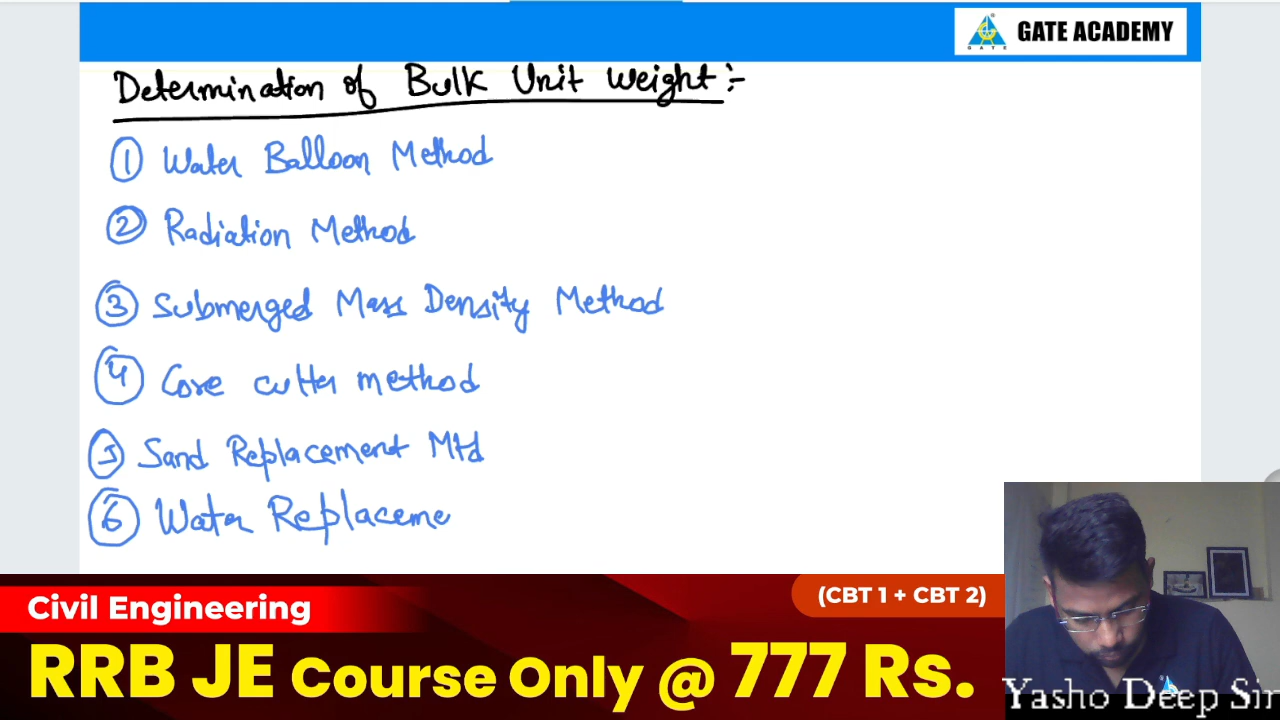 GATE ACADEMY
GATE
Determination of Bulk Unit Weight :-
① Water Balloon Method
② Radiation Method
③ Submerged Mass Density Method
④ Core cutter method
⑤ Sand Replacement Mtd
⑥ Water Replaceme
Civil Engineering
(CBT 1 + CBT 2)
RRB JE Course Only @ 777 Rs.
Yasho Deep Sin